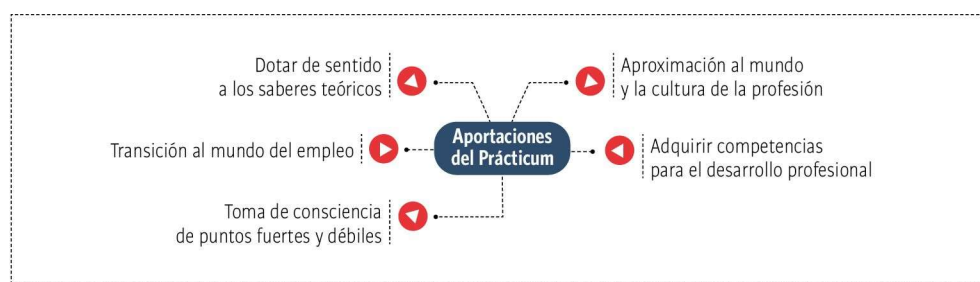 Dotar de sentido
a los saberes teóricos
Aproximación al mundo
y la cultura de la profesión
Transición al mundo del empleo
Aportaciones
del Prácticum
Adquirir competencias
para el desarrollo profesional
Toma de consciencia
de puntos fuertes y débiles